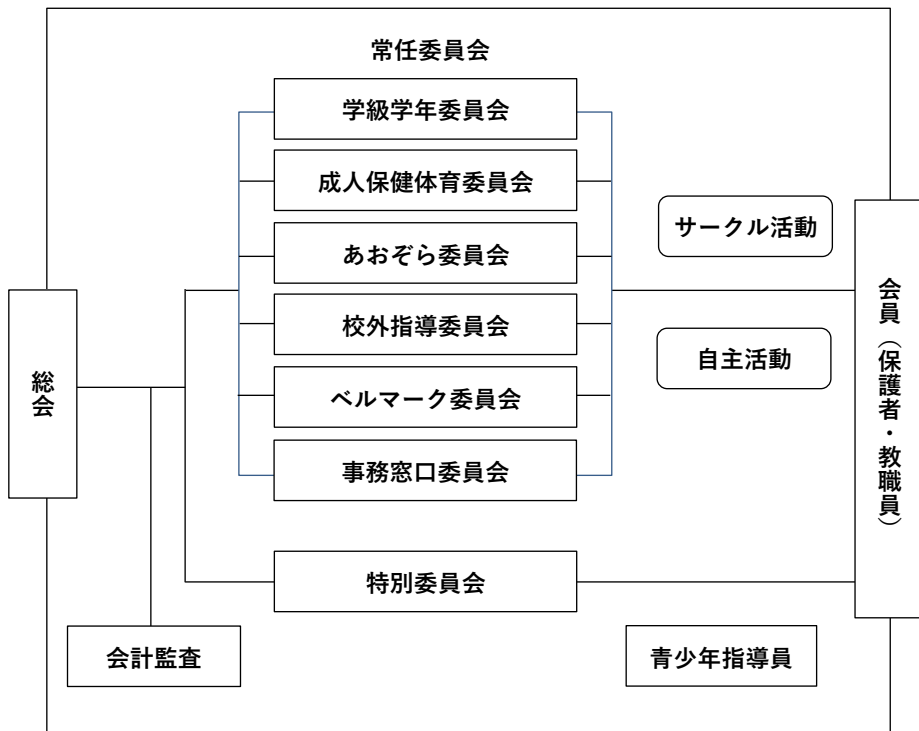 常任委員会
学級学年委員会
成人保健体育委員会
あおぞら委員会
校外指導委員会
ベルマーク委員会
事務窓口委員会
特別委員会
総会
会計監査
サークル活動
自主活動
青少年指導員
会員（保護者・教職員）